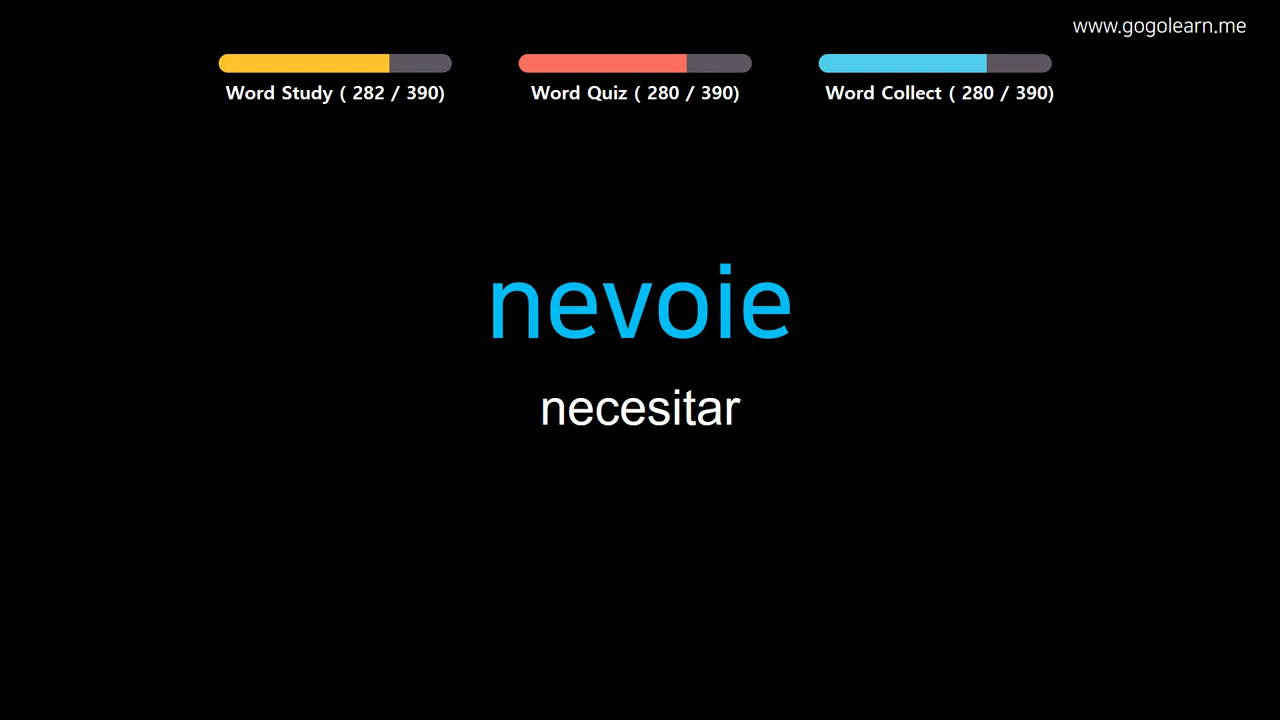 www.gogolearn.me
Word Study ( 282 / 390)
Word Quiz ( 280 / 390)
Word Collect ( 280 / 390)
nevoie
necesitar